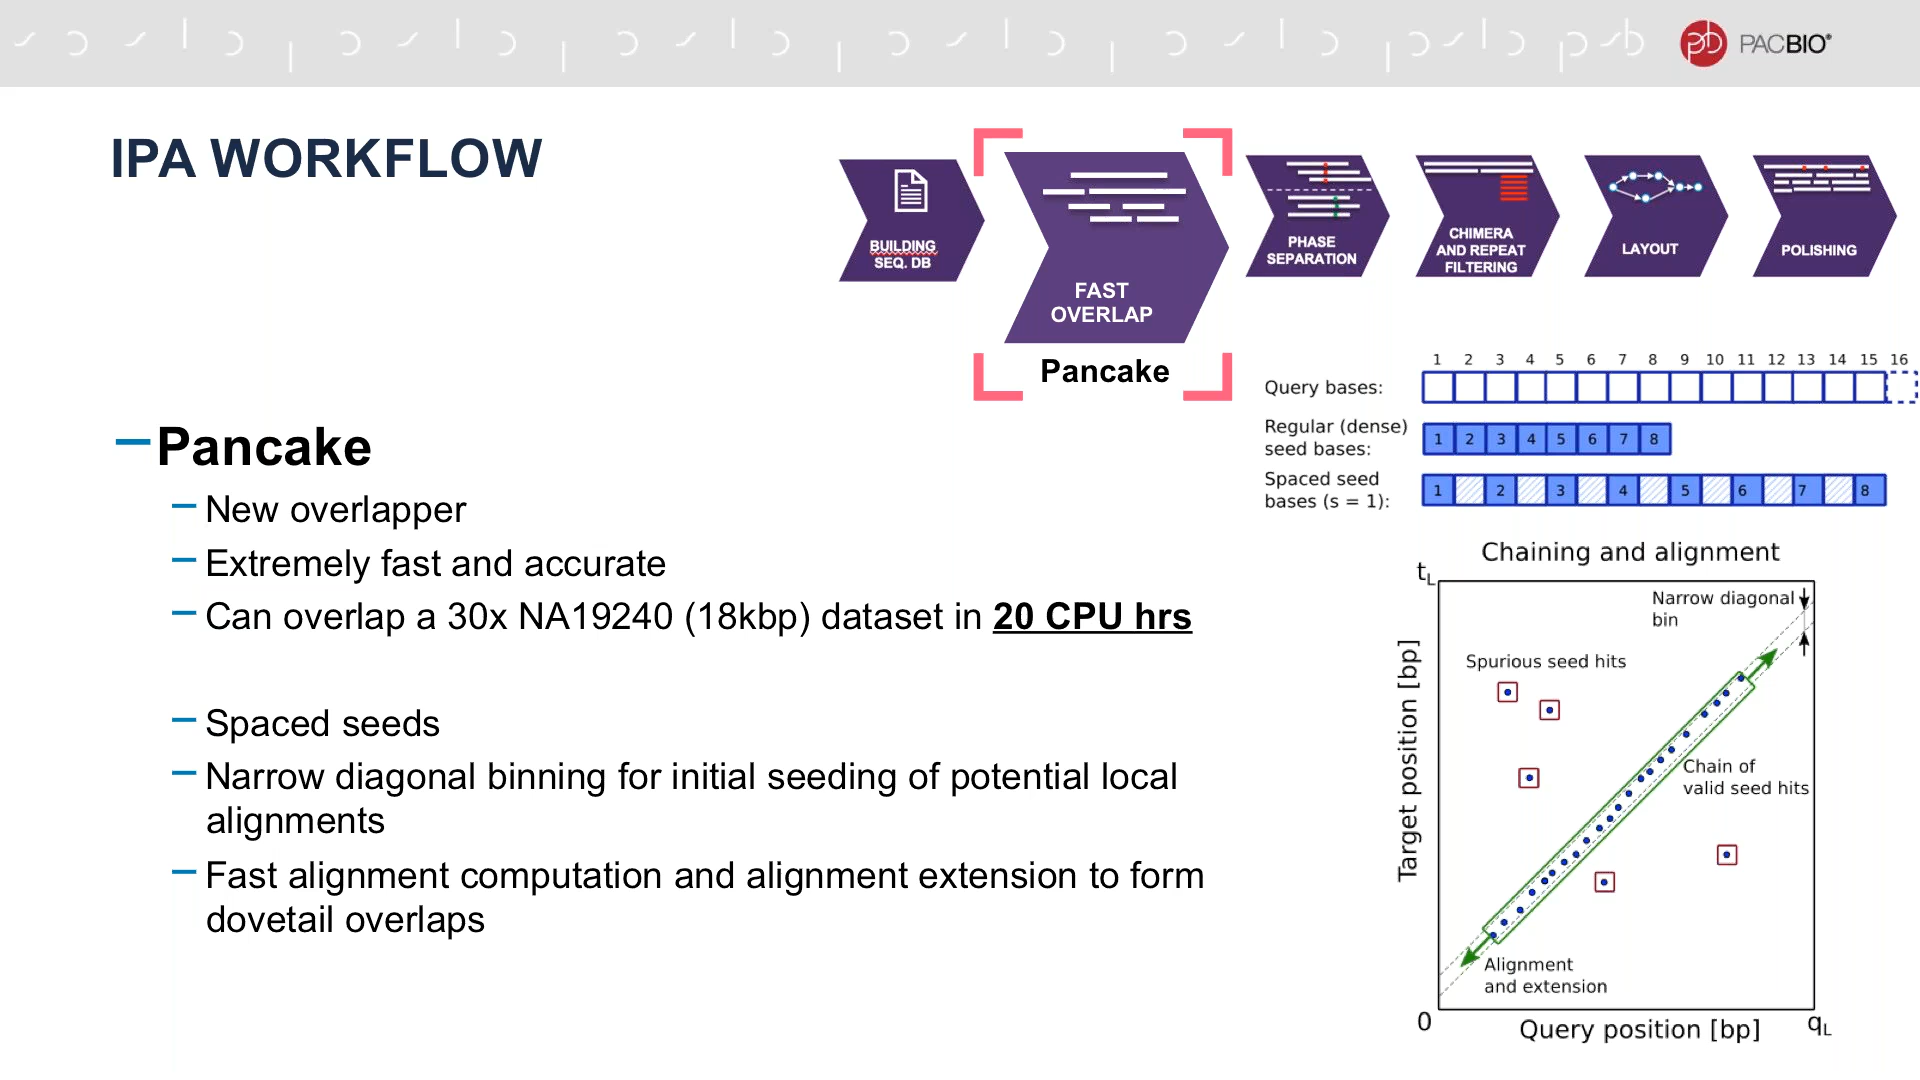 PACBIO®
IPA WORKFLOW
BUILDING
SEQ. DB
FAST
OVERLAP
Pancake
PHASE
SEPARATION
CHIMERA
AND REPEAT
FILTERING
LAYOUT
POLISHING
– Pancake
– New overlapper
– Extremely fast and accurate
– Can overlap a 30x NA19240 (18kbp) dataset in 20 CPU hrs
– Spaced seeds
– Narrow diagonal binning for initial seeding of potential local
alignments
– Fast alignment computation and alignment extension to form
dovetail overlaps
1 2 3 4 5 6 7 8 9 10 11 12 13 14 15 16
Query bases:
Regular (dense)
seed bases:
1 2 3 4 5 6 7 8
Spaced seed
bases (s = 1):
1 2 3 4 5 6 7 8
Chaining and alignment
tL
Narrow diagonal
bin
Spurious seed hits
Chain of
valid seed hits
Target position [bp]
Alignment
and extension
0
Query position [bp]
qL